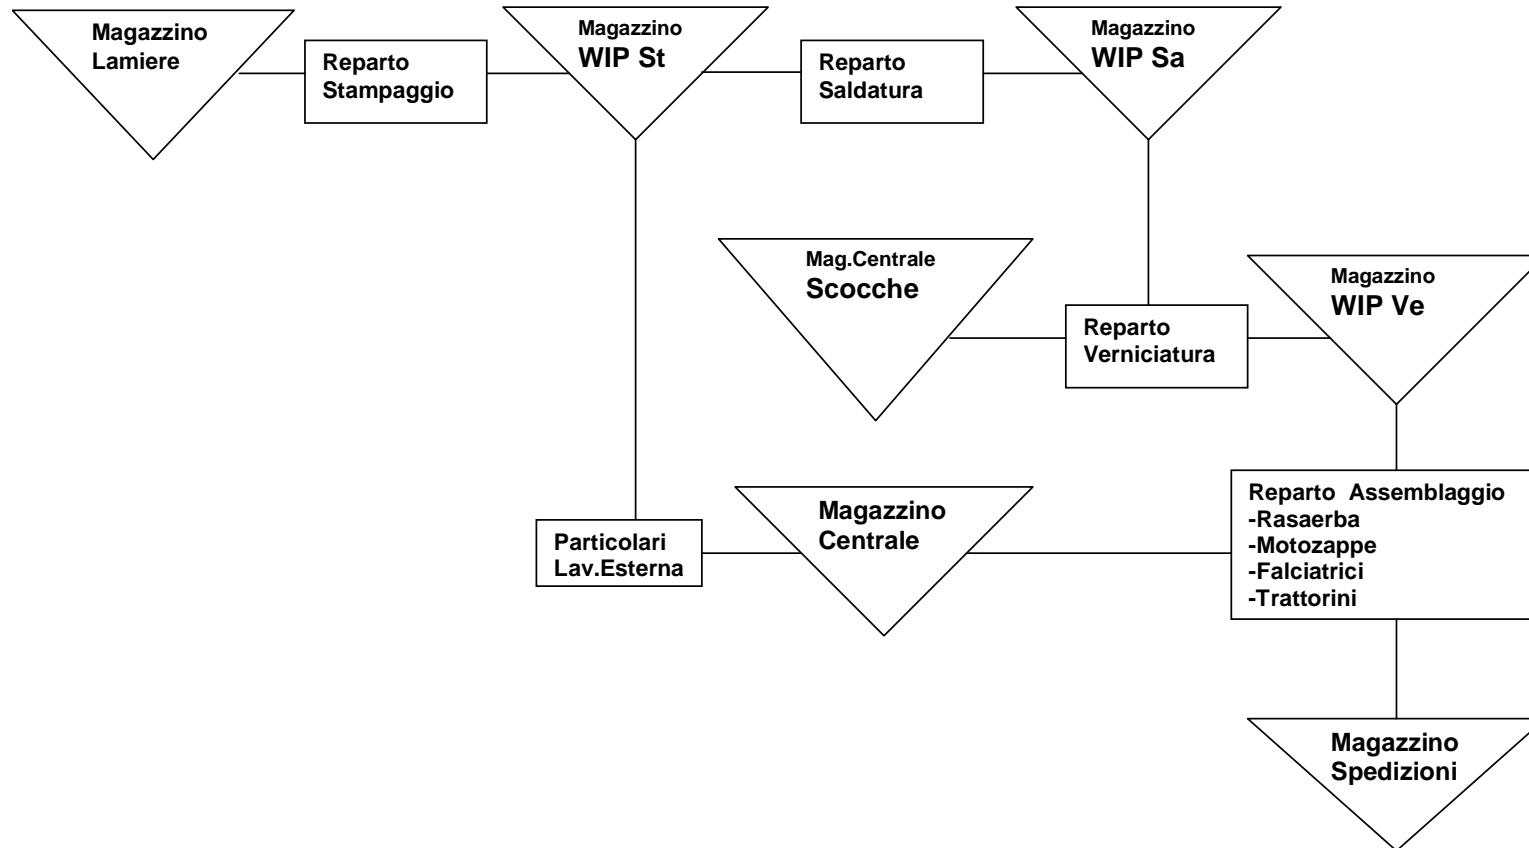 Magazzino
Lamiere
Reparto
Stampaggio
Magazzino
WIP St
Reparto
Saldatura
Magazzino
WIP Sa
Mag.Centrale
Scocche
Reparto
Verniciatura
Magazzino
WIP Ve
Particolari
Lav.Esterna
Magazzino
Centrale
Reparto Assemblaggio
-Rasaerba
-Motozappe
-Falciatrici
-Trattorini
Magazzino
Spedizioni